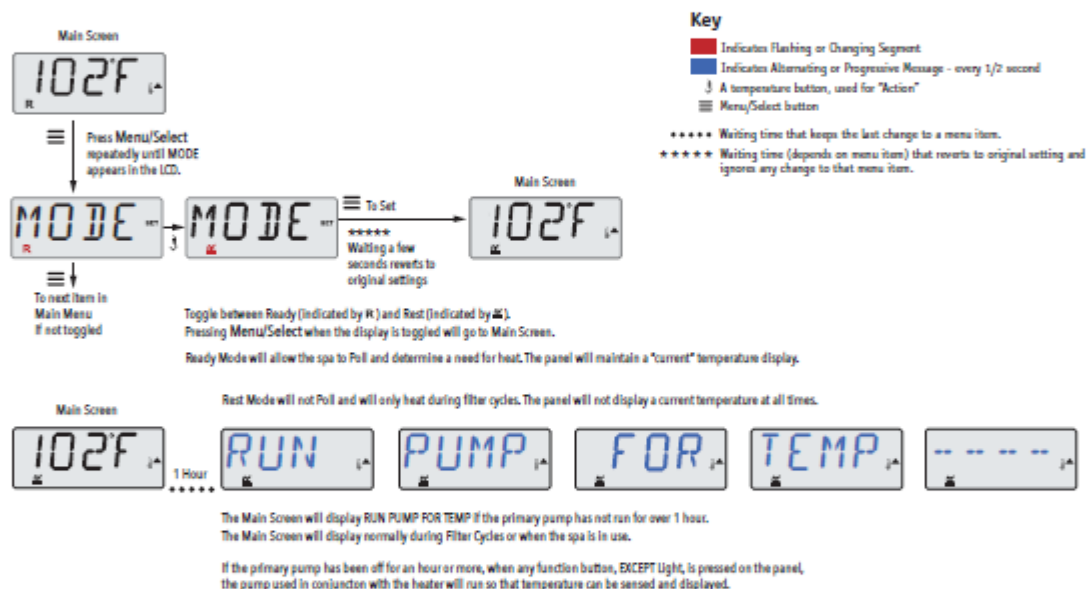 Key
Main Screen
Indicates Flashing or Changing Segment
102°F
Indicates Alternating or Progressive Message - every 1/2 second
R
A temperature button, used for "Action"
Menu/Select button
Press Menu/Select
repeatedly until MODE
appears in the LCD.
Waiting time that keeps the last change to a menu item.
Waiting time (depends on menu item) that reverts to original setting and
ignores any change to that menu item.
Main Screen
MODE SET
R
MODE SET
To Set
*****
Waiting a few
seconds reverts to
original settings
102°F
To next item in
Main Menu
If not toggled
Toggle between Ready (indicated by R) and Rest (indicated by ).
Pressing Menu/Select when the display is toggled will go to Main Screen.
Ready Mode will allow the spa to Poll and determine a need for heat. The panel will maintain a "current" temperature display.
Rest Mode will not Poll and will only heat during filter cycles. The panel will not display a current temperature at all times.
Main Screen
102°F
1 Hour
RUN
PUMP
FOR
TEMP
-- -- -- --
The Main Screen will display RUN PUMP FOR TEMP if the primary pump has not run for over 1 hour.
The Main Screen will display normally during Filter Cycles or when the spa is in use.
If the primary pump has been off for an hour or more, when any function button, EXCEPT Light, is pressed on the panel,
the pump used in conjuncton with the heater will run so that temperature can be sensed and displayed.